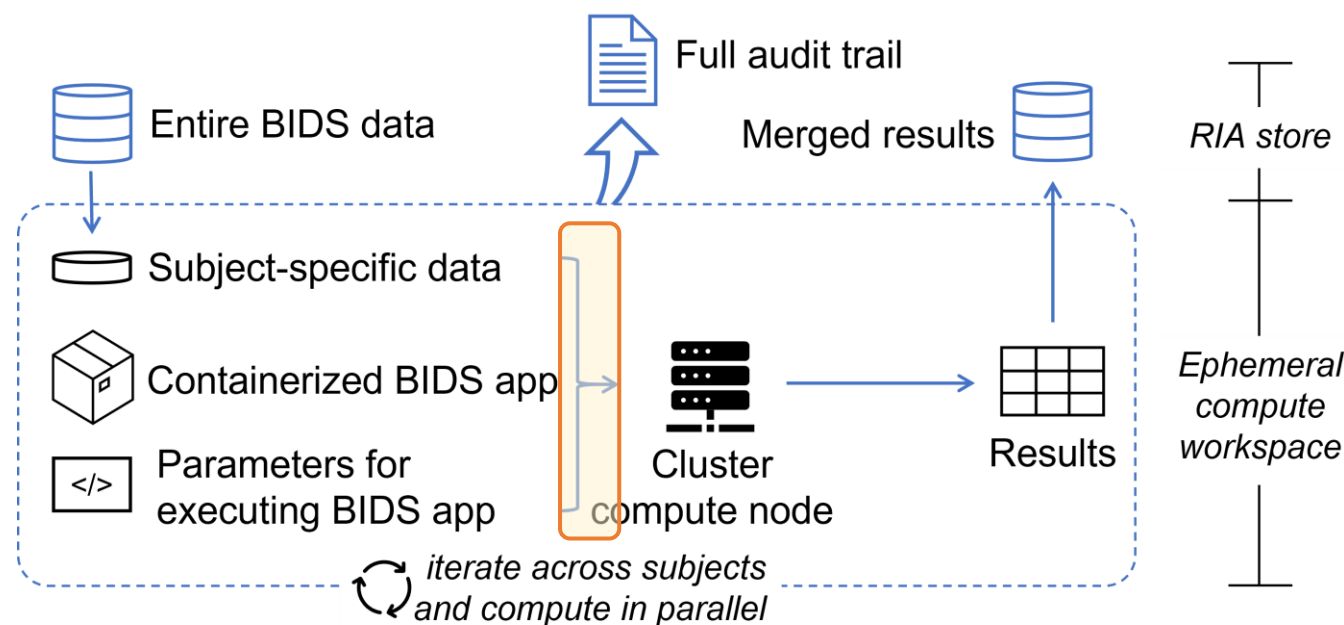 Full audit trail
Entire BIDS data
Merged results
RIA store
Subject-specific data
Containerized BIDS app
Parameters for
executing BIDS app
</>
Cluster
compute node
Results
Ephemeral
compute
workspace
iterate across subjects
and compute in parallel